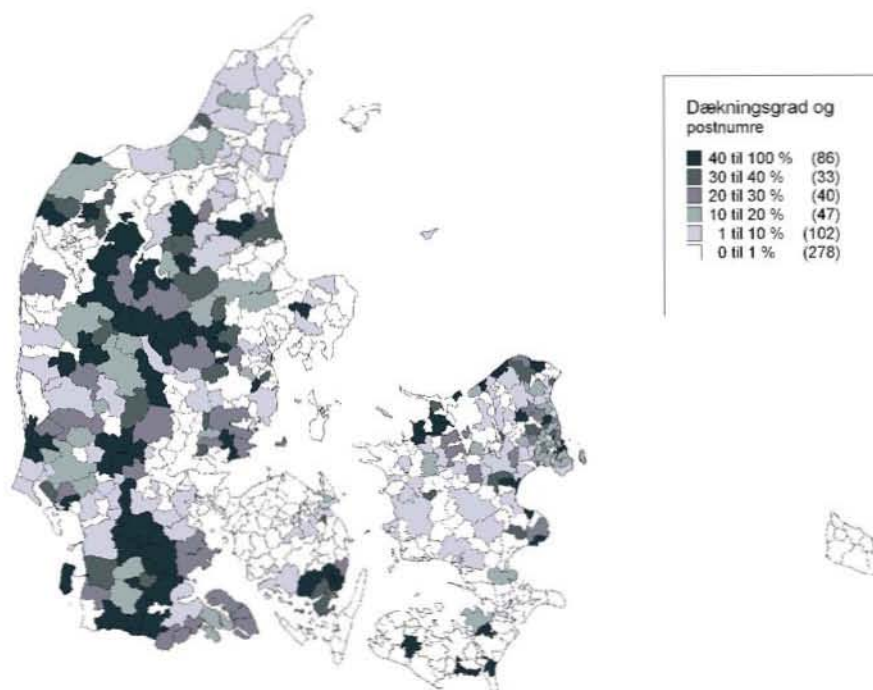 Dækningsgrad og
postnumre
40 til 100 % (86)
30 til 40 % (33)
20 til 30 % (40)
10 til 20 % (47)
1 til 10 % (102)
0 til 1 % (278)